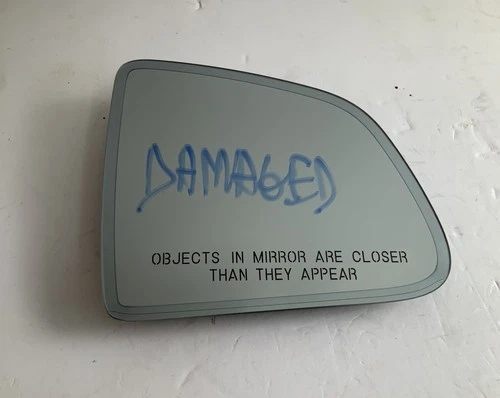 DAMAGED
OBJECTS IN MIRROR ARE CLOSER
THAN THEY APPEAR